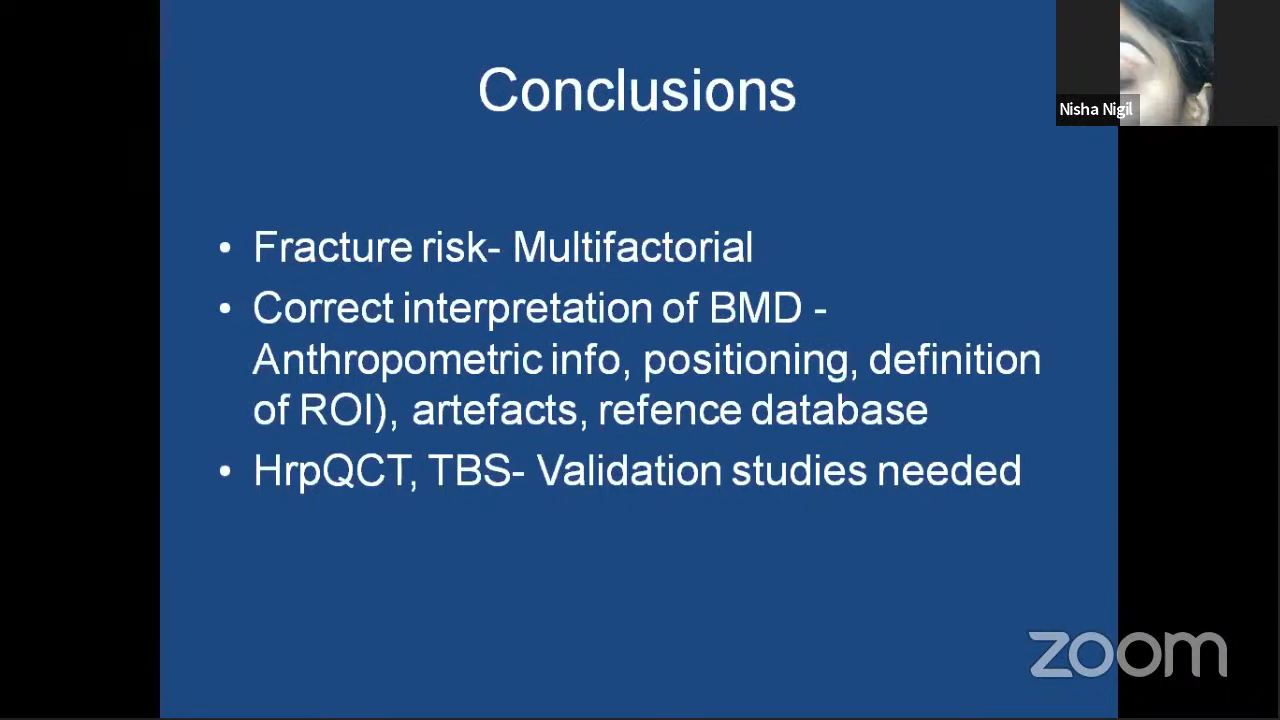 Conclusions
Nisha Nigil
• Fracture risk- Multifactorial
• Correct interpretation of BMD -
Anthropometric info, positioning, definition
of ROI), artefacts, refence database
• HrpQCT, TBS- Validation studies needed
zoom